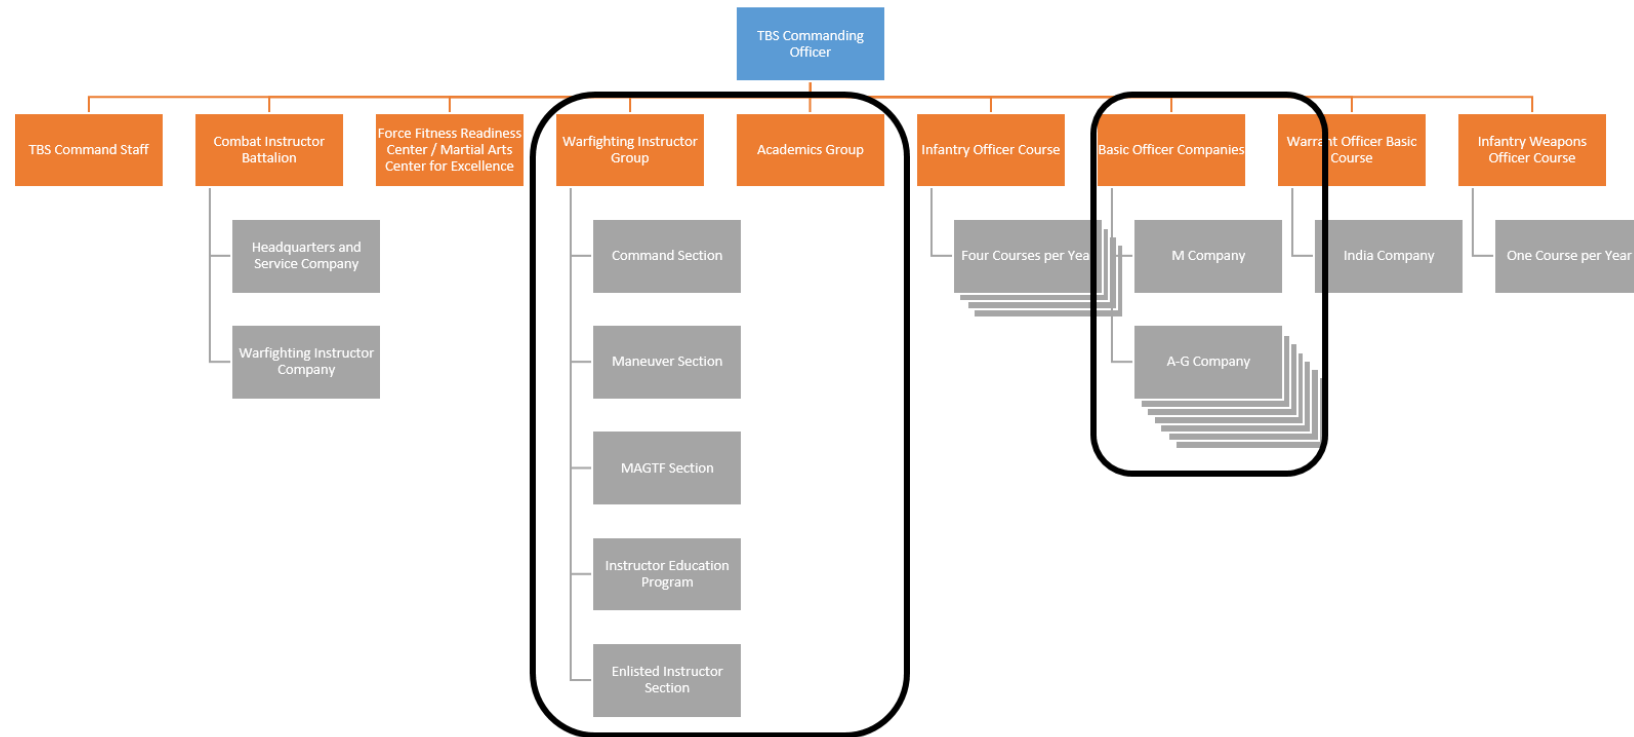 TBS Commanding
Officer
TBS Command Staff
Combat Instructor
Battalion
Force Fitness Readiness
Center / Martial Arts
Center for Excellence
Warfighting Instructor
Group
Academics Group
Infantry Officer Course
Basic Officer Companies
Warrant Officer Basic
Course
Infantry Weapons
Officer Course
Headquarters and
Service Company
Warfighting Instructor
Company
Command Section
Maneuver Section
MAGTF Section
Instructor Education
Program
Enlisted Instructor
Section
Four Courses per Year
M Company
A-G Company
India Company
One Course per Year